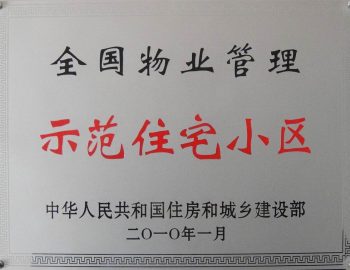 全国物业管理
示范住宅小区
中华人民共和国住房和城乡建设部
二〇一〇年一月